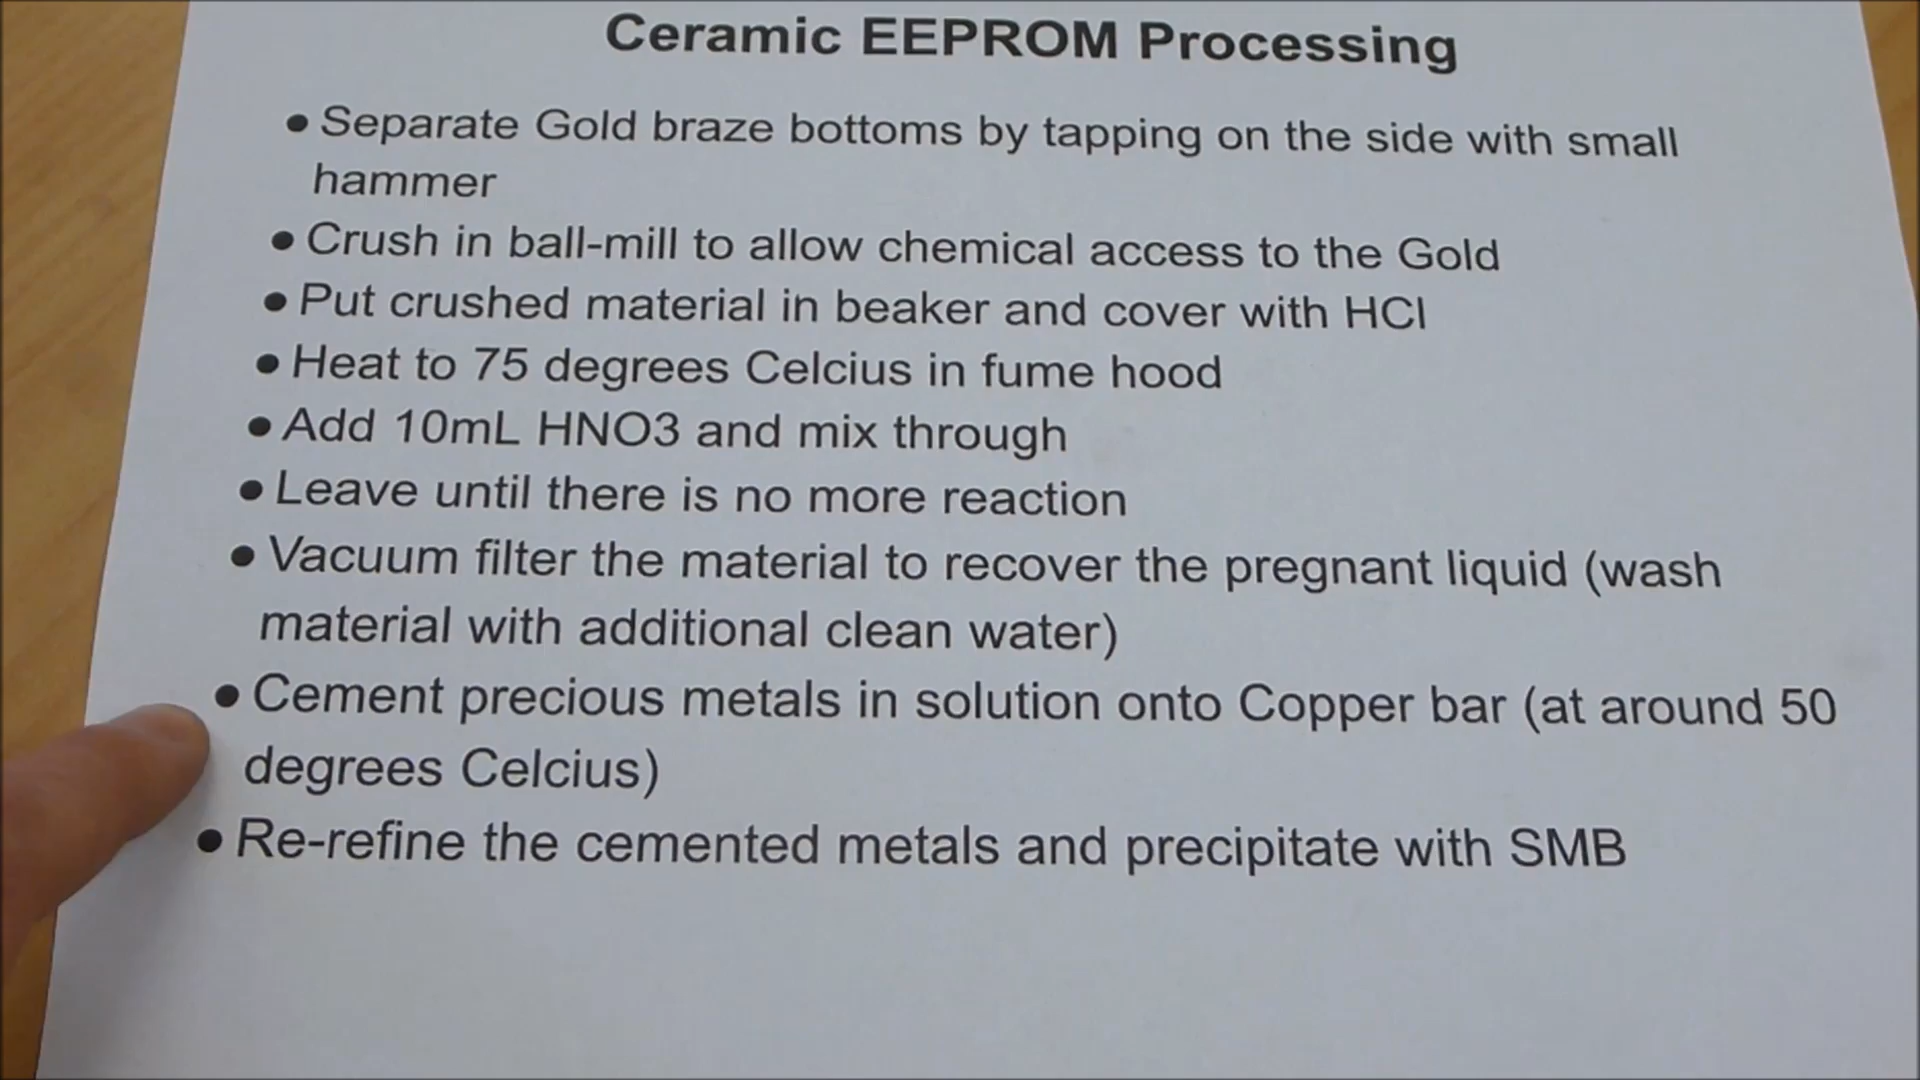 Ceramic EEPROM Processing
● Separate Gold braze bottoms by tapping on the side with small
hammer
● Crush in ball-mill to allow chemical access to the Gold
● Put crushed material in beaker and cover with HCl
● Heat to 75 degrees Celcius in fume hood
● Add 10mL HNO3 and mix through
● Leave until there is no more reaction
● Vacuum filter the material to recover the pregnant liquid (wash
material with additional clean water)
● Cement precious metals in solution onto Copper bar (at around 50
degrees Celcius)
● Re-refine the cemented metals and precipitate with SMB